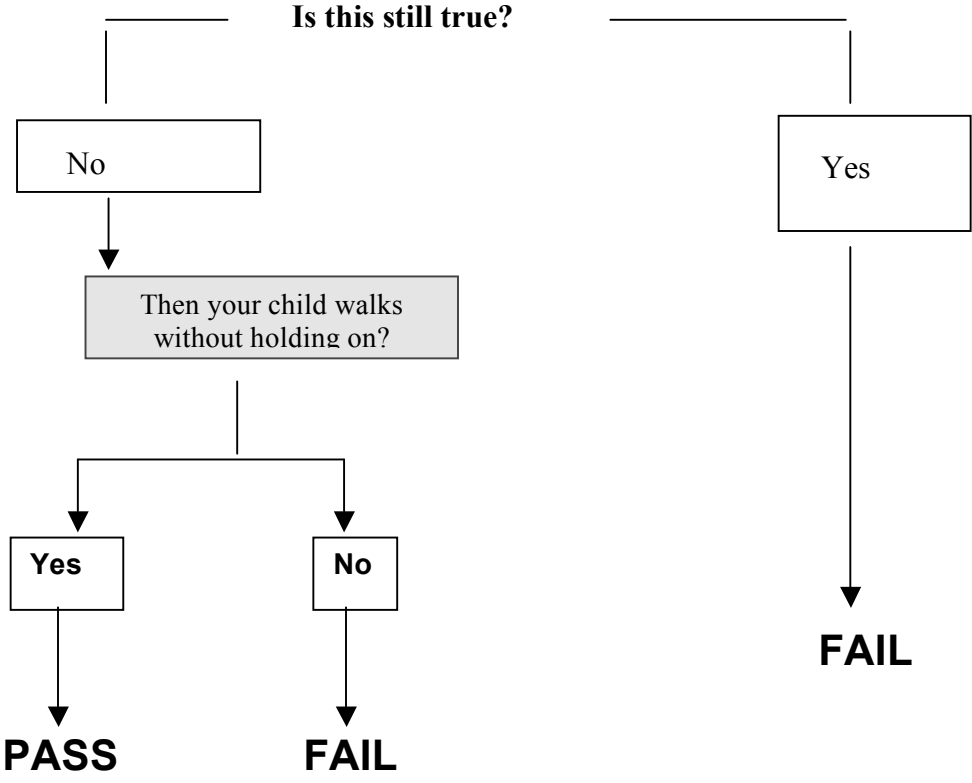 Is this still true?
No
Yes
Then your child walks
without holding on?
Yes
No
FAIL
PASS
FAIL